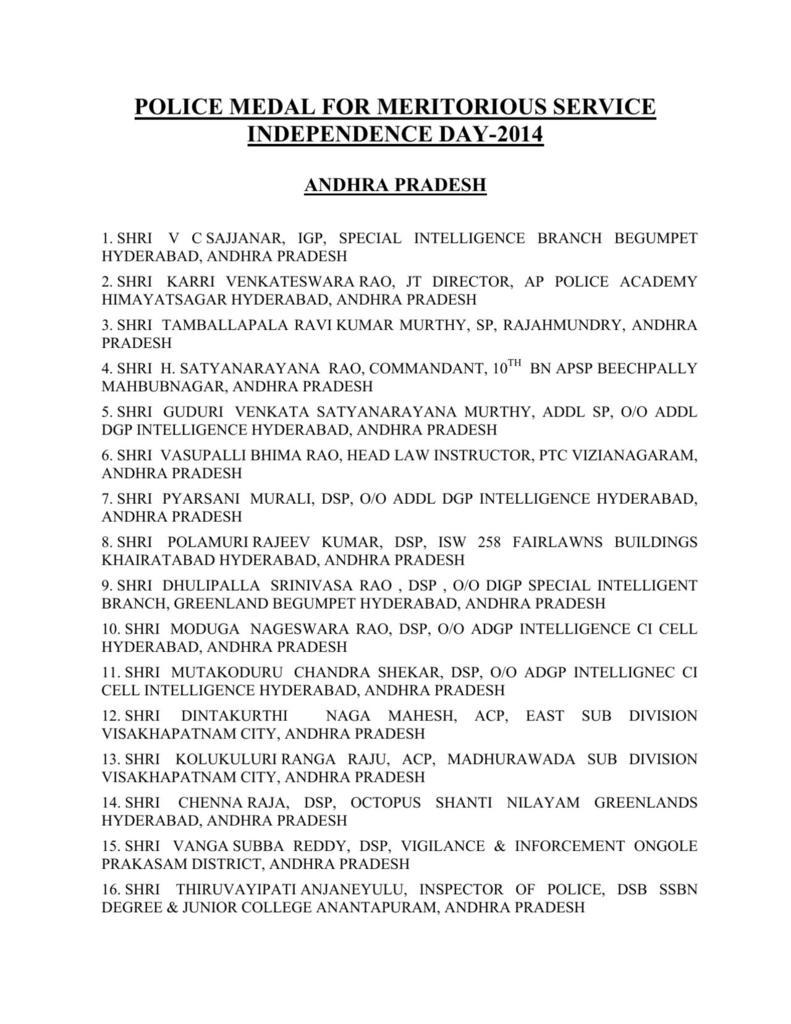 POLICE MEDAL FOR MERITORIOUS SERVICE
INDEPENDENCE DAY-2014
ANDHRA PRADESH
1. SHRI V C SAJJANAR, IGP, SPECIAL INTELLIGENCE BRANCH BEGUMPET
HYDERABAD, ANDHRA PRADESH
2. SHRI KARRI VENKATESWARA RAO, JT DIRECTOR, AP POLICE ACADEMY
HIMAYATSAGAR HYDERABAD, ANDHRA PRADESH
3. SHRI TAMBALLAPALA RAVI KUMAR MURTHY, SP, RAJAHMUNDRY, ANDHRA
PRADESH
4. SHRI H. SATYANARAYANA RAO, COMMANDANT, 10TH BN APSP BEECHPALLY
MAHBUBNAGAR, ANDHRA PRADESH
5. SHRI GUDURI VENKATA SATYANARAYANA MURTHY, ADDL SP, O/O ADDL
DGP INTELLIGENCE HYDERABAD, ANDHRA PRADESH
6. SHRI VASUPALLI BHIMA RAO, HEAD LAW INSTRUCTOR, PTC VIZIANAGARAM,
ANDHRA PRADESH
7. SHRI PYARSANI MURALI, DSP, O/O ADDL DGP INTELLIGENCE HYDERABAD,
ANDHRA PRADESH
8. SHRI POLAMURI RAJEEV KUMAR, DSP, ISW 258 FAIRLAWNS BUILDINGS
KHAIRATABAD HYDERABAD, ANDHRA PRADESH
9. SHRI DHULIPALLA SRINIVASA RAO , DSP , O/O DIGP SPECIAL INTELLIGENT
BRANCH, GREENLAND BEGUMPET HYDERABAD, ANDHRA PRADESH
10. SHRI MODUGA NAGESWARA RAO, DSP, O/O ADGP INTELLIGENCE CI CELL
HYDERABAD, ANDHRA PRADESH
11. SHRI MUTAKODURU CHANDRA SHEKAR, DSP, O/O ADGP INTELLIGNEC CI
CELL INTELLIGENCE HYDERABAD, ANDHRA PRADESH
12. SHRI DINTAKURTHI NAGA MAHESH, ACP, EAST SUB DIVISION
VISAKHAPATNAM CITY, ANDHRA PRADESH
13. SHRI KOLUKULURI RANGA RAJU, ACP, MADHURAWADA SUB DIVISION
VISAKHAPATNAM CITY, ANDHRA PRADESH
14. SHRI CHENNA RAJA, DSP, OCTOPUS SHANTI NILAYAM GREENLANDS
HYDERABAD, ANDHRA PRADESH
15. SHRI VANGA SUBBA REDDY, DSP, VIGILANCE & INFORCEMENT ONGOLE
PRAKASAM DISTRICT, ANDHRA PRADESH
16. SHRI THIRUVAYIPATI ANJANEYULU, INSPECTOR OF POLICE, DSB SSBN
DEGREE & JUNIOR COLLEGE ANANTAPURAM, ANDHRA PRADESH